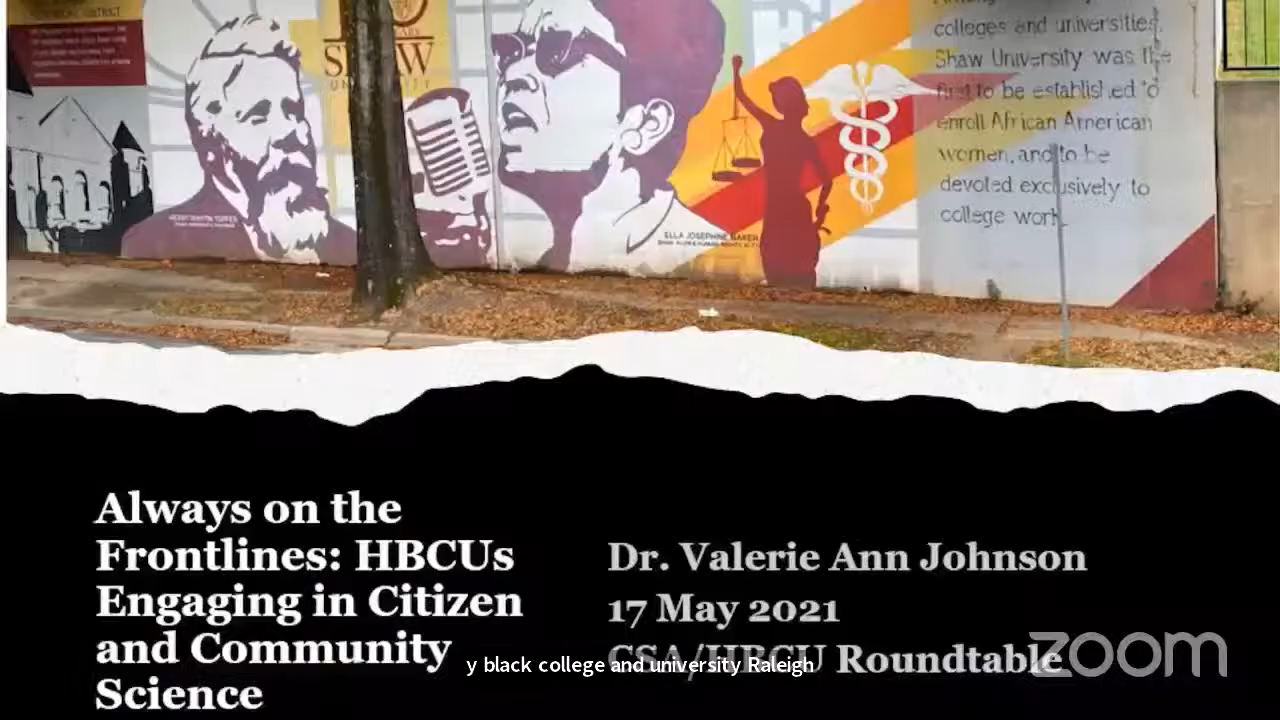 SHAW
UNIVERSITY
colleges and universities,
Shaw University was the
first to be established to
enroll African American
women, and to be
devoted exclusively to
college work.
ELLA JOSEPHINE BAKER
Always on the
Frontlines: HBCUs
Engaging in Citizen
and Community
Science
Dr. Valerie Ann Johnson
17 May 2021
CSA/HBCU Roundtable
y black college and university Raleigh
zoom